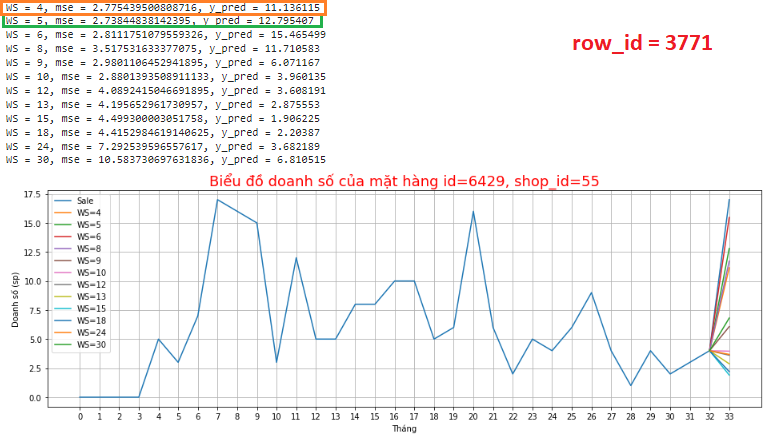 WS = 4, mse = 2.775439500808716, y_pred = 11.136115
WS = 5, mse = 2.73844838142395, y_pred = 12.795407
WS = 6, mse = 2.8111751079559326, y_pred = 15.465499
WS = 8, mse = 3.517531633377075, y_pred = 11.710583
WS = 9, mse = 2.9801106452941895, y_pred = 6.071167
WS = 10, mse = 2.8801393508911133, y_pred = 3.960135
WS = 12, mse = 4.0892415046691895, y_pred = 3.608191
WS = 13, mse = 4.195652961730957, y_pred = 2.875553
WS = 15, mse = 4.499300003051758, y_pred = 1.906225
WS = 18, mse = 4.4152984619140625, y_pred = 2.20387
WS = 24, mse = 7.292539596557617, y_pred = 3.682189
WS = 30, mse = 10.583730697631836, y_pred = 6.810515
row_id = 3771
Biểu đồ doanh số của mặt hàng id=6429, shop_id=55
Doanh số (sp)
17.5
15.0
12.5
10.0
7.5
5.0
2.5
0.0
Sale
WS=4
WS=5
WS=6
WS=8
WS=9
WS=10
WS=12
WS=13
WS=15
WS=18
WS=24
WS=30
0 1 2 3 4 5 6 7 8 9 10 11 12 13 14 15 16 17 18 19 20 21 22 23 24 25 26 27 28 29 30 31 32 33
Tháng